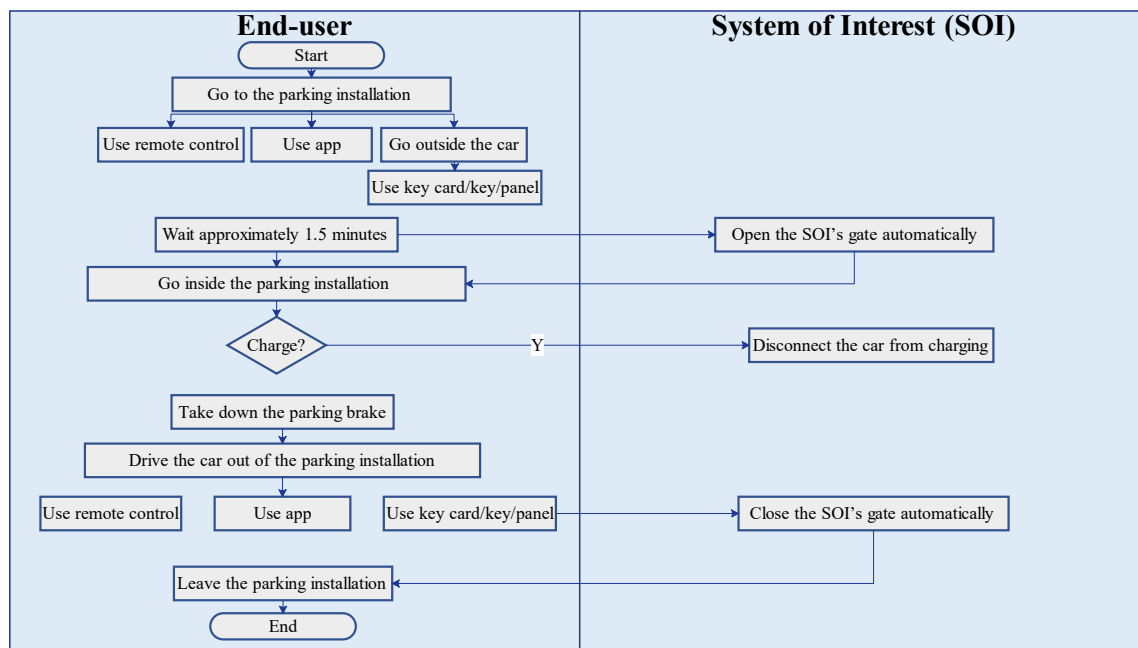 End-user
System of Interest (SOI)
Start
Go to the parking installation
Use remote control
Use app
Go outside the car
Use key card/key/panel
Wait approximately 1.5 minutes
Open the SOI's gate automatically
Go inside the parking installation
Charge?
Y
Disconnect the car from charging
Take down the parking brake
Drive the car out of the parking installation
Use remote control
Use app
Use key card/key/panel
Close the SOI's gate automatically
Leave the parking installation
End